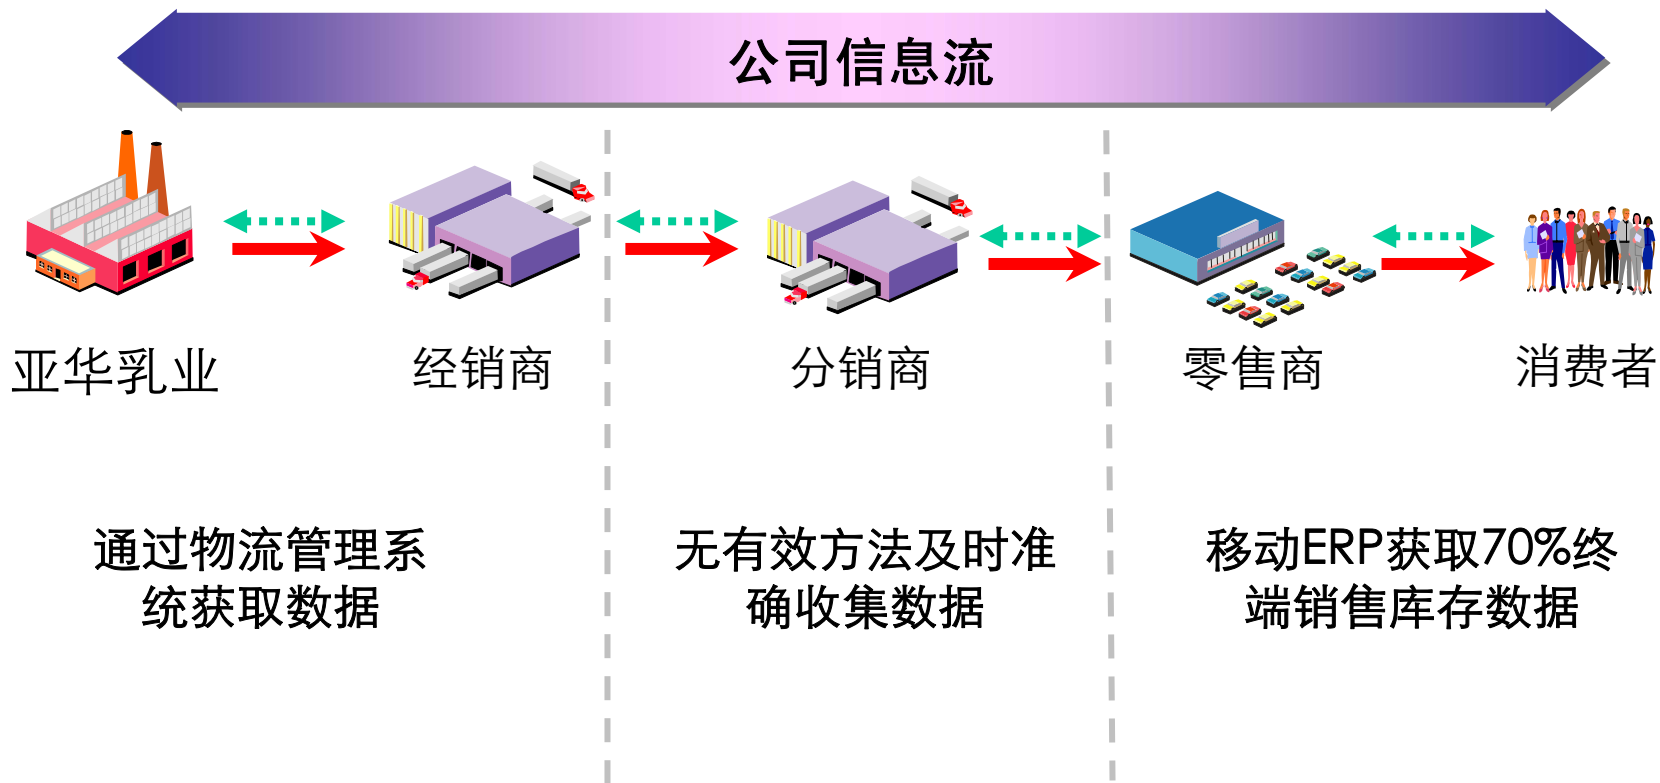 公司信息流
亚华乳业
经销商
分销商
零售商
消费者
通过物流管理系
统获取数据
无有效方法及时准
确收集数据
移动ERP获取70%终
端销售库存数据